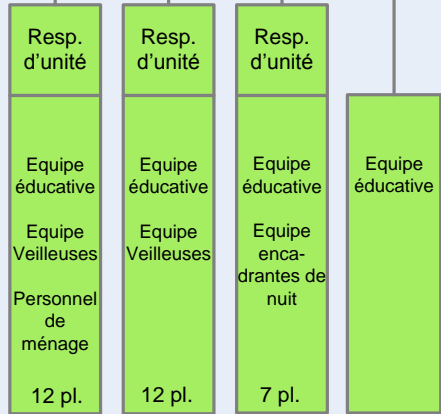 Resp.
d'unité
Equipe
éducative
Equipe
Veilleuses
Personnel
de
ménage
12 pl.
Resp.
d'unité
Equipe
éducative
Equipe
Veilleuses
12 pl.
Resp.
d'unité
Equipe
éducative
Equipe
enca-
drantes de
nuit
7 pl.
Equipe
éducative